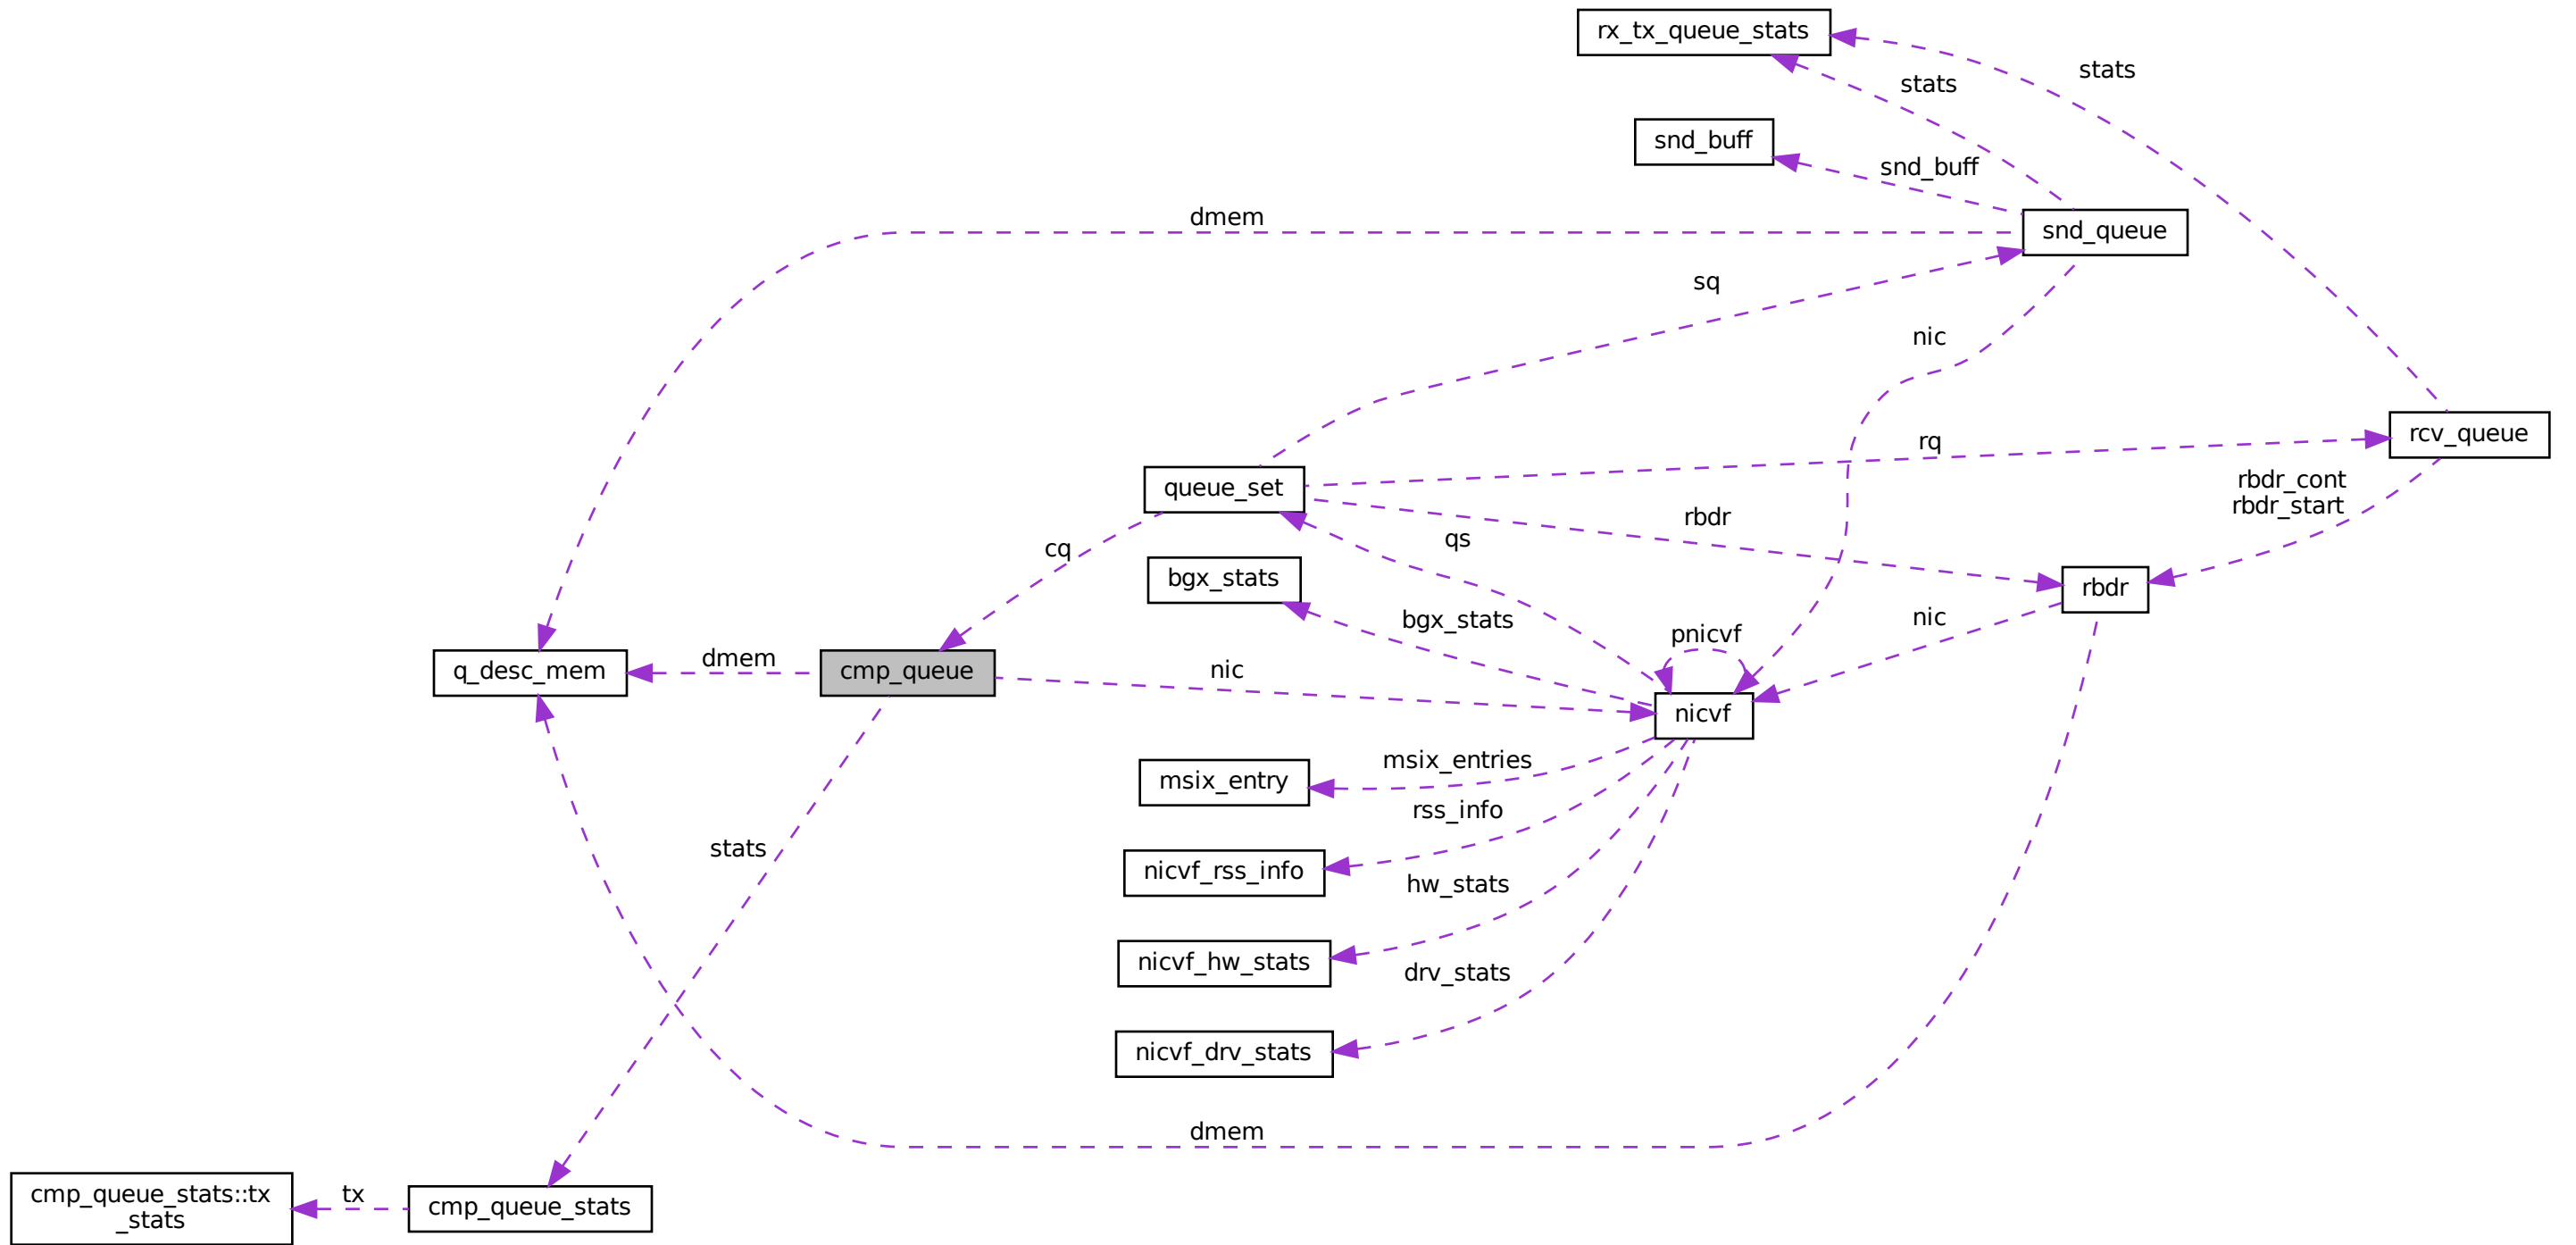 rx_tx_queue_stats
stats
stats
snd_buff
snd_buff
dmem
snd_queue
sq
nic
rcv_queue
rq
rbdr_cont
rbdr_start
queue_set
rbdr
qs
cq
bgx_stats
rbdr
bgx_stats
nic
pnicvf
q_desc_mem
dmem
cmp_queue
nic
nicvf
msix_entries
msix_entry
rss_info
stats
nicvf_rss_info
hw_stats
nicvf_hw_stats
drv_stats
nicvf_drv_stats
dmem
cmp_queue_stats::tx
_stats
tx
cmp_queue_stats